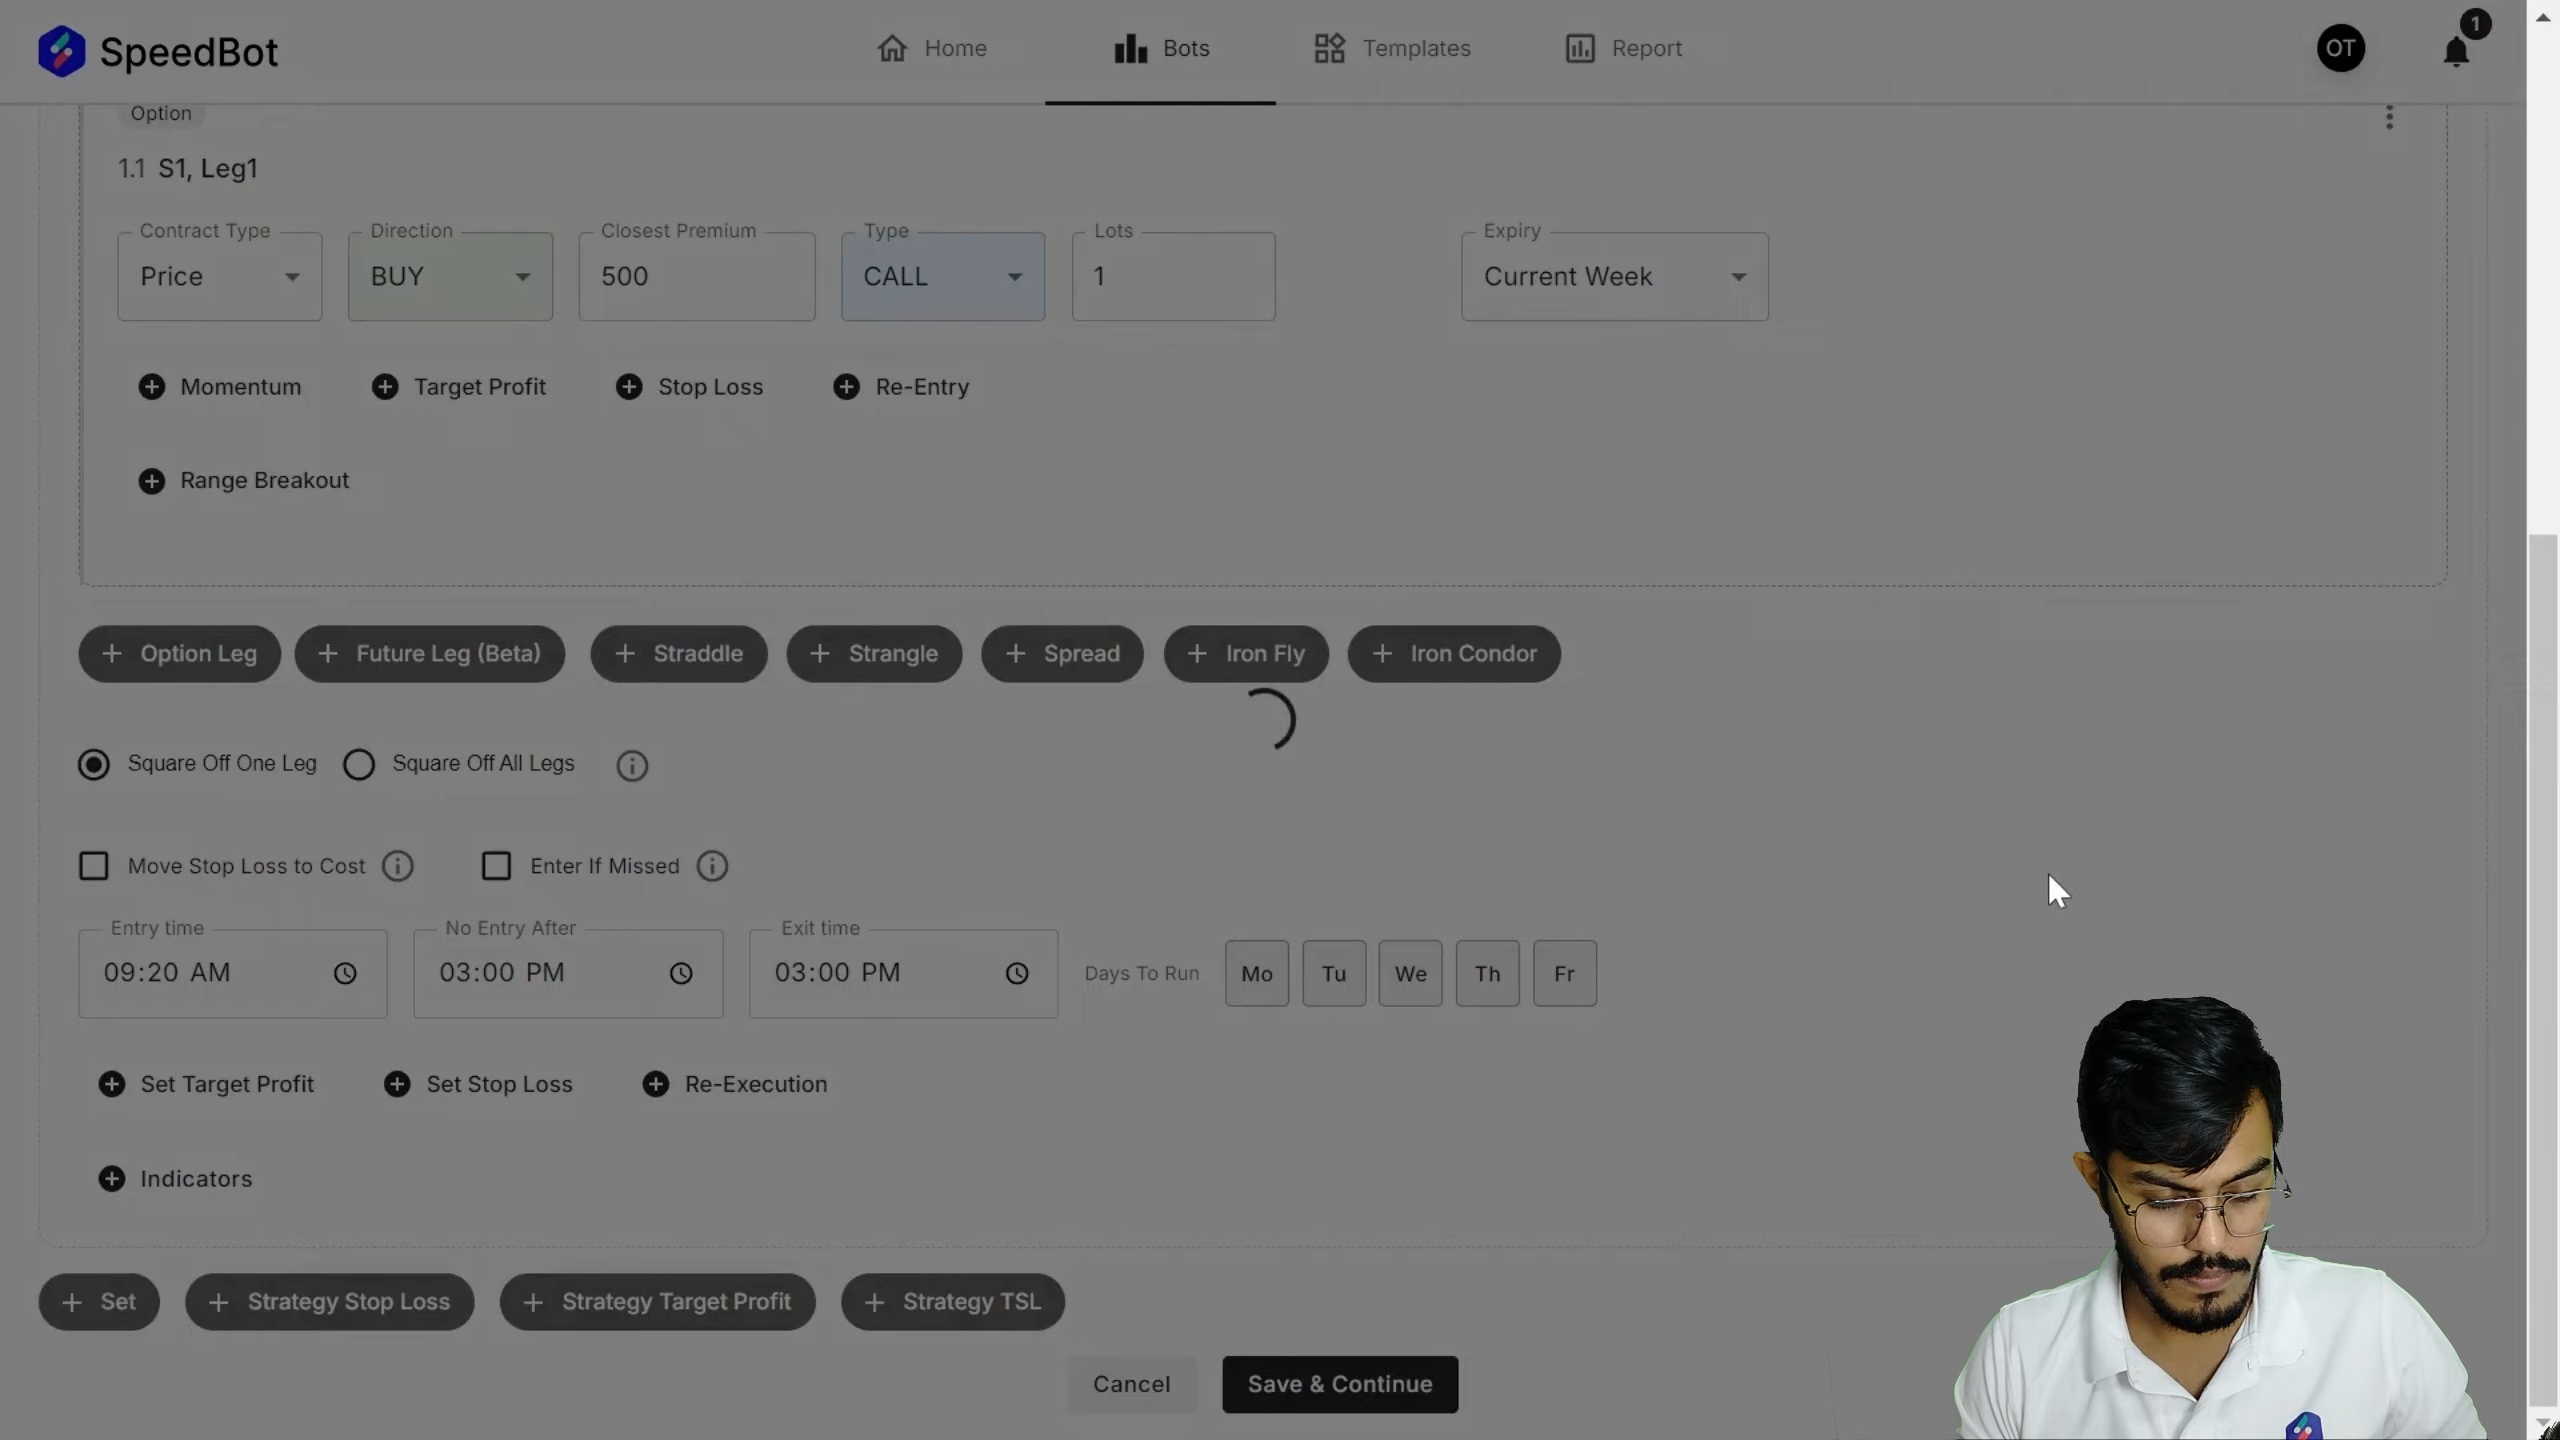 SpeedBot
Home
Bots
Templates
Report
OT
1
Option
1.1 S1, Leg1
Contract Type
Direction
Closest Premium
Type
Lots
Expiry
Price
BUY
500
CALL
1
Current Week
Momentum
Target Profit
Stop Loss
Re-Entry
Range Breakout
+ Option Leg
+ Future Leg (Beta)
+ Straddle
+ Strangle
+ Spread
+ Iron Fly
+ Iron Condor
Square Off One Leg
Square Off All Legs
Move Stop Loss to Cost
Enter If Missed
Entry time
No Entry After
Exit time
09:20 AM
03:00 PM
03:00 PM
Days To Run
Mo
Tu
We
Th
Fr
Set Target Profit
Set Stop Loss
Re-Execution
Indicators
+ Set
+ Strategy Stop Loss
+ Strategy Target Profit
+ Strategy TSL
Cancel
Save & Continue